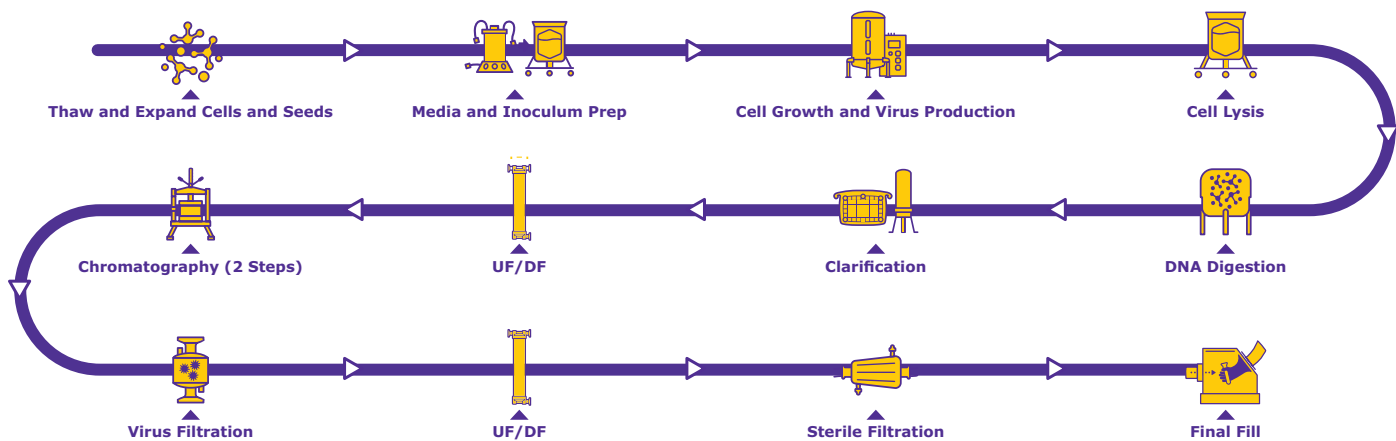 Thaw and Expand Cells and Seeds
Media and Inoculum Prep
Cell Growth and Virus Production
Cell Lysis
DNA Digestion
Clarification
UF/DF
Chromatography (2 Steps)
Virus Filtration
UF/DF
Sterile Filtration
Final Fill